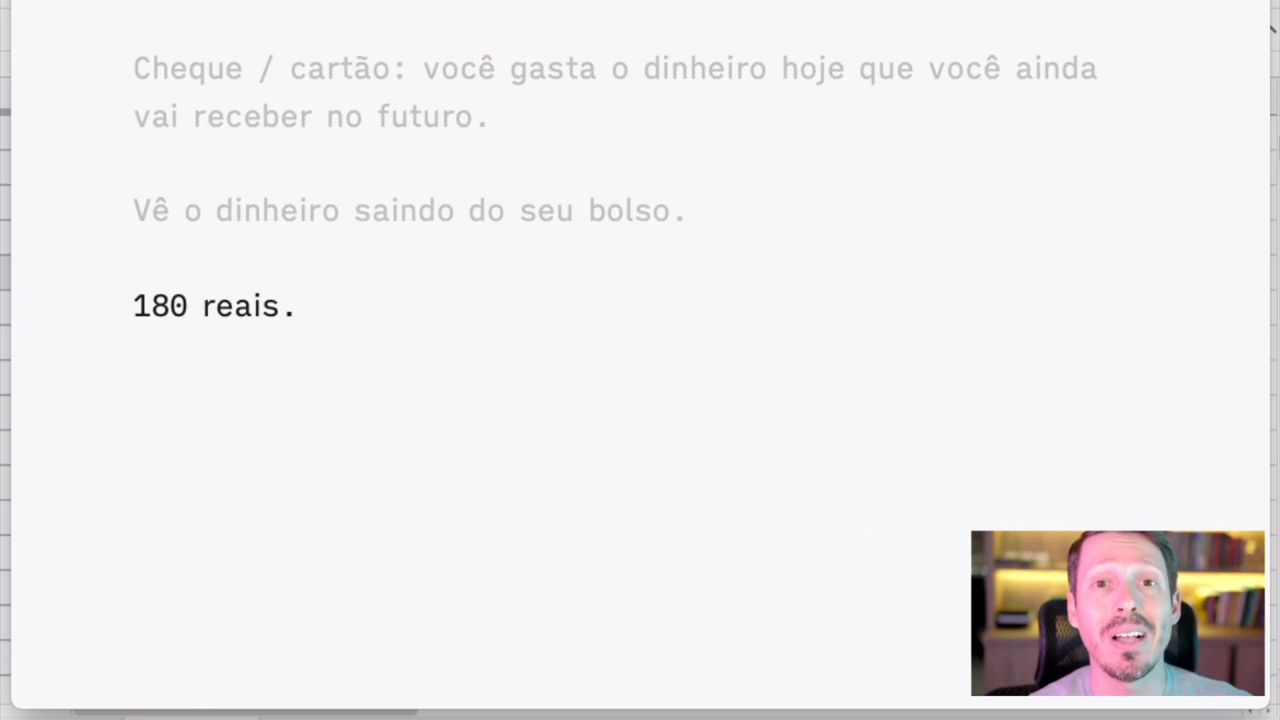 Cheque / cartão: você gasta o dinheiro hoje que você ainda
vai receber no futuro.
Vê o dinheiro saindo do seu bolso.
180 reais.